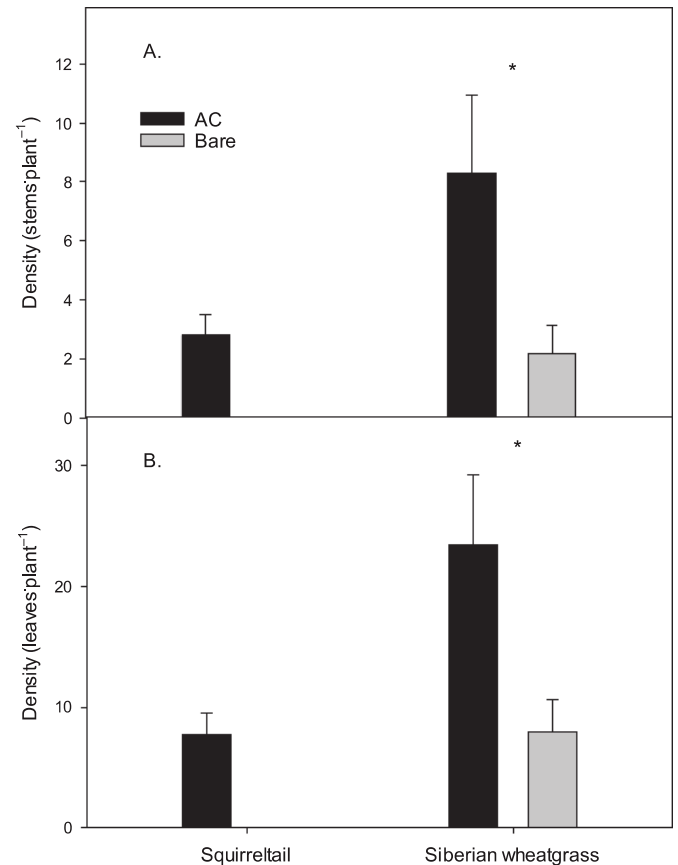 A.
*
AC
Bare
Density (stems·plant⁻¹)
12
10
8
6
4
2
0
B.
*
Density (leaves·plant⁻¹)
30
20
10
0
Squirreltail Siberian wheatgrass